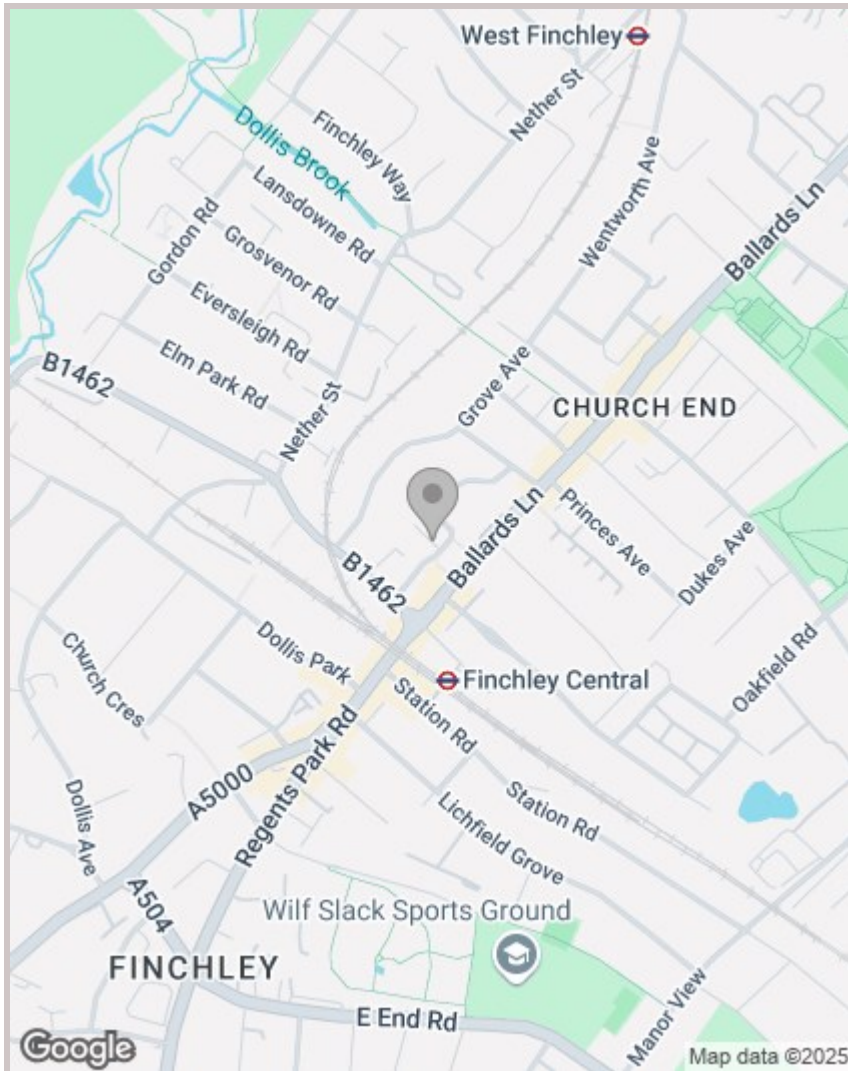 West Finchley
Nether St
Finchley Way
Dollis Brook
Wentworth Ave
Ballards Ln
Lansdowne Rd
Gordon Rd
Grosvenor Rd
Eversleigh Rd
Elm Park Rd
B1462
Grove Ave
CHURCH END
Nether St
Ballards Ln
Princes Ave
Dukes Ave
B1462
Dollis Park
Church Cres
Oakfield Rd
Finchley Central
Station Rd
Regents Park Rd
A5000
Station Rd
Lichfield Grove
Dollis Ave
A504
Wilf Slack Sports Ground
FINCHLEY
Manor View
E End Rd
Google
Map data ©2025